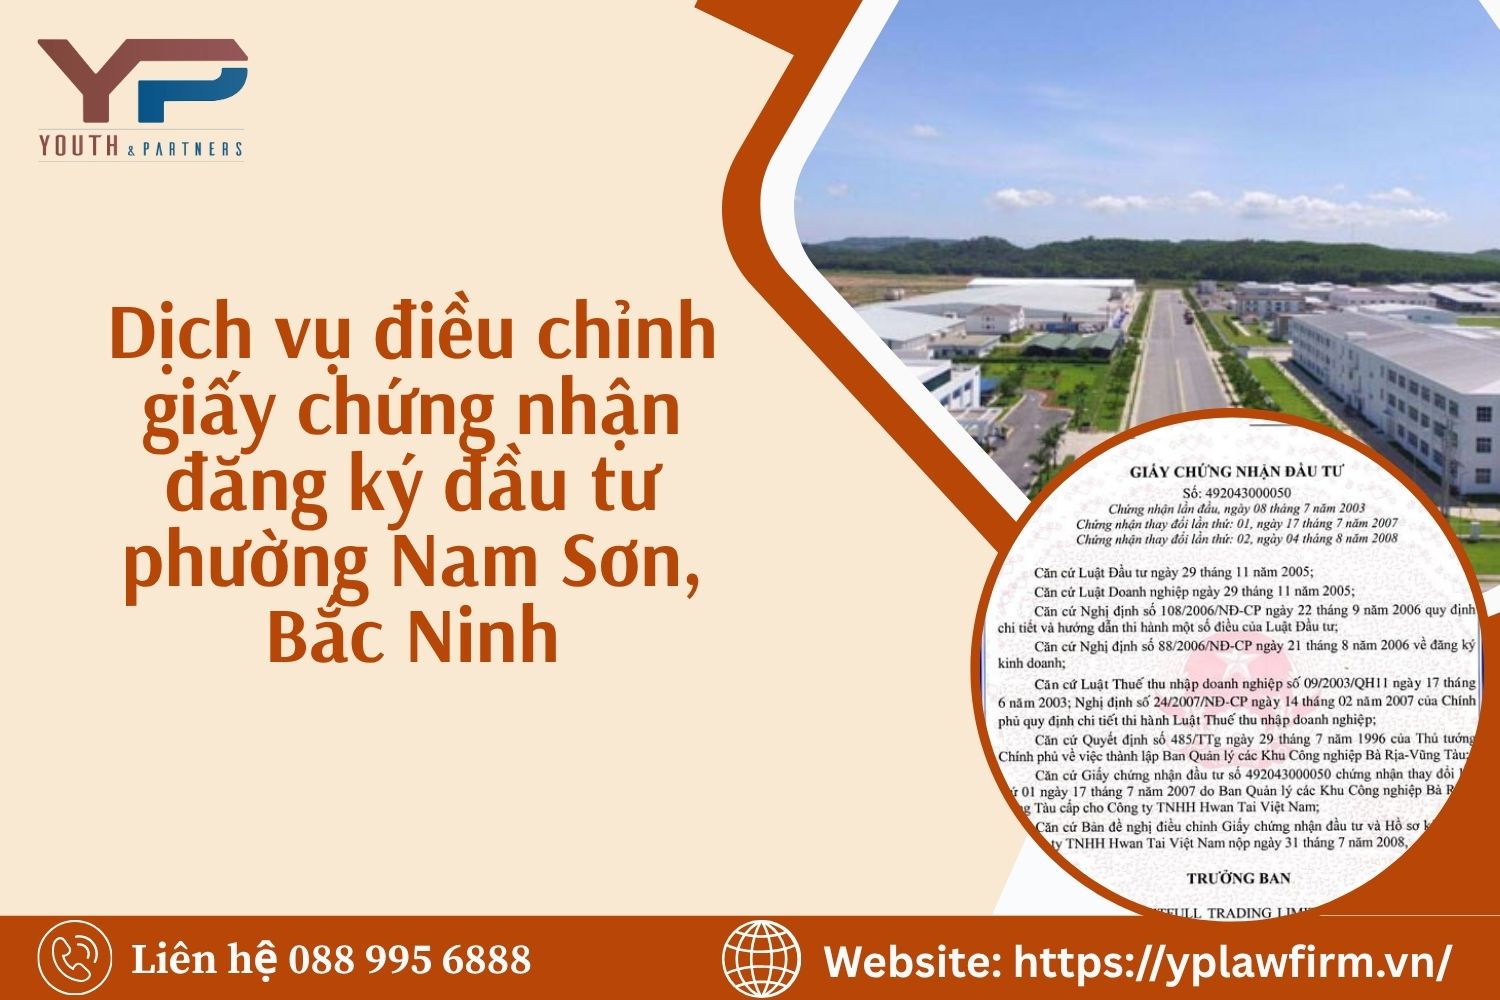 YP
YOUTH & PARTNERS
Dịch vụ điều chỉnh
giấy chứng nhận
đăng ký đầu tư
phường Nam Sơn,
Bắc Ninh
GIẤY CHỨNG NHẬN ĐẦU TƯ
Số: 492043000050
Chứng nhận lần đầu, ngày 08 tháng 7 năm 2003
Chứng nhận thay đổi lần thứ: 01, ngày 17 tháng 7 năm 2007
Chứng nhận thay đổi lần thứ: 02, ngày 04 tháng 8 năm 2008
Căn cứ Luật Đầu tư ngày 29 tháng 11 năm 2005;
Căn cứ Luật Doanh nghiệp ngày 29 tháng 11 năm 2005;
Căn cứ Nghị định số 108/2006/NĐ-CP ngày 22 tháng 9 năm 2006 quy định
chi tiết và hướng dẫn thi hành một số điều của Luật Đầu tư;
Căn cứ Nghị định số 88/2006/NĐ-CP ngày 21 tháng 8 năm 2006 về đăng ký
kinh doanh;
Căn cứ Luật Thuế thu nhập doanh nghiệp số 09/2003/QH11 ngày 17 tháng
6 năm 2003; Nghị định số 24/2007/NĐ-CP ngày 14 tháng 02 năm 2007 của Chính
phủ quy định chi tiết thi hành Luật Thuế thu nhập doanh nghiệp;
Căn cứ Quyết định số 485/TTg ngày 29 tháng 7 năm 1996 của Thủ tướng
Chính phủ về việc thành lập Ban Quản lý các Khu Công nghiệp Bà Rịa-Vũng Tàu;
Căn cứ Giấy chứng nhận đầu tư số 492043000050 chứng nhận thay đổi
01 ngày 17 tháng 7 năm 2007 do Ban Quản lý các Khu Công nghiệp Bà
Tàu cấp cho Công ty TNHH Hwan Tai Việt Nam;
Căn cứ Bản đề nghị điều chỉnh Giấy chứng nhận đầu tư và Hồ sơ
ty TNHH Hwan Tai Việt Nam nộp ngày 31 tháng 7 năm 2008,
TRƯỞNG BAN
TRADING
Liên hệ 088 995 6888
Website: https://yplawfirm.vn/